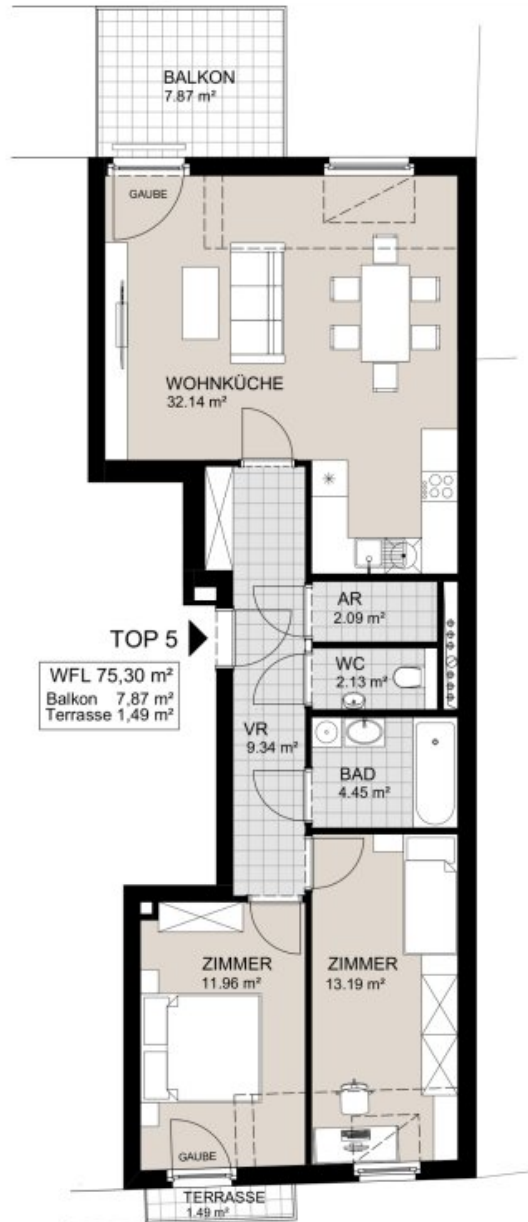 BALKON
7.87 m²
GAUBE
WOHNKÜCHE
32.14 m²
AR
2.09 m²
TOP 5
WFL 75,30 m²
Balkon 7,87 m²
Terrasse 1,49 m²
WC
2.13 m²
VR
9.34 m²
BAD
4.45 m²
ZIMMER
11.96 m²
ZIMMER
13.19 m²
GAUBE
TERRASSE
1.49 m²